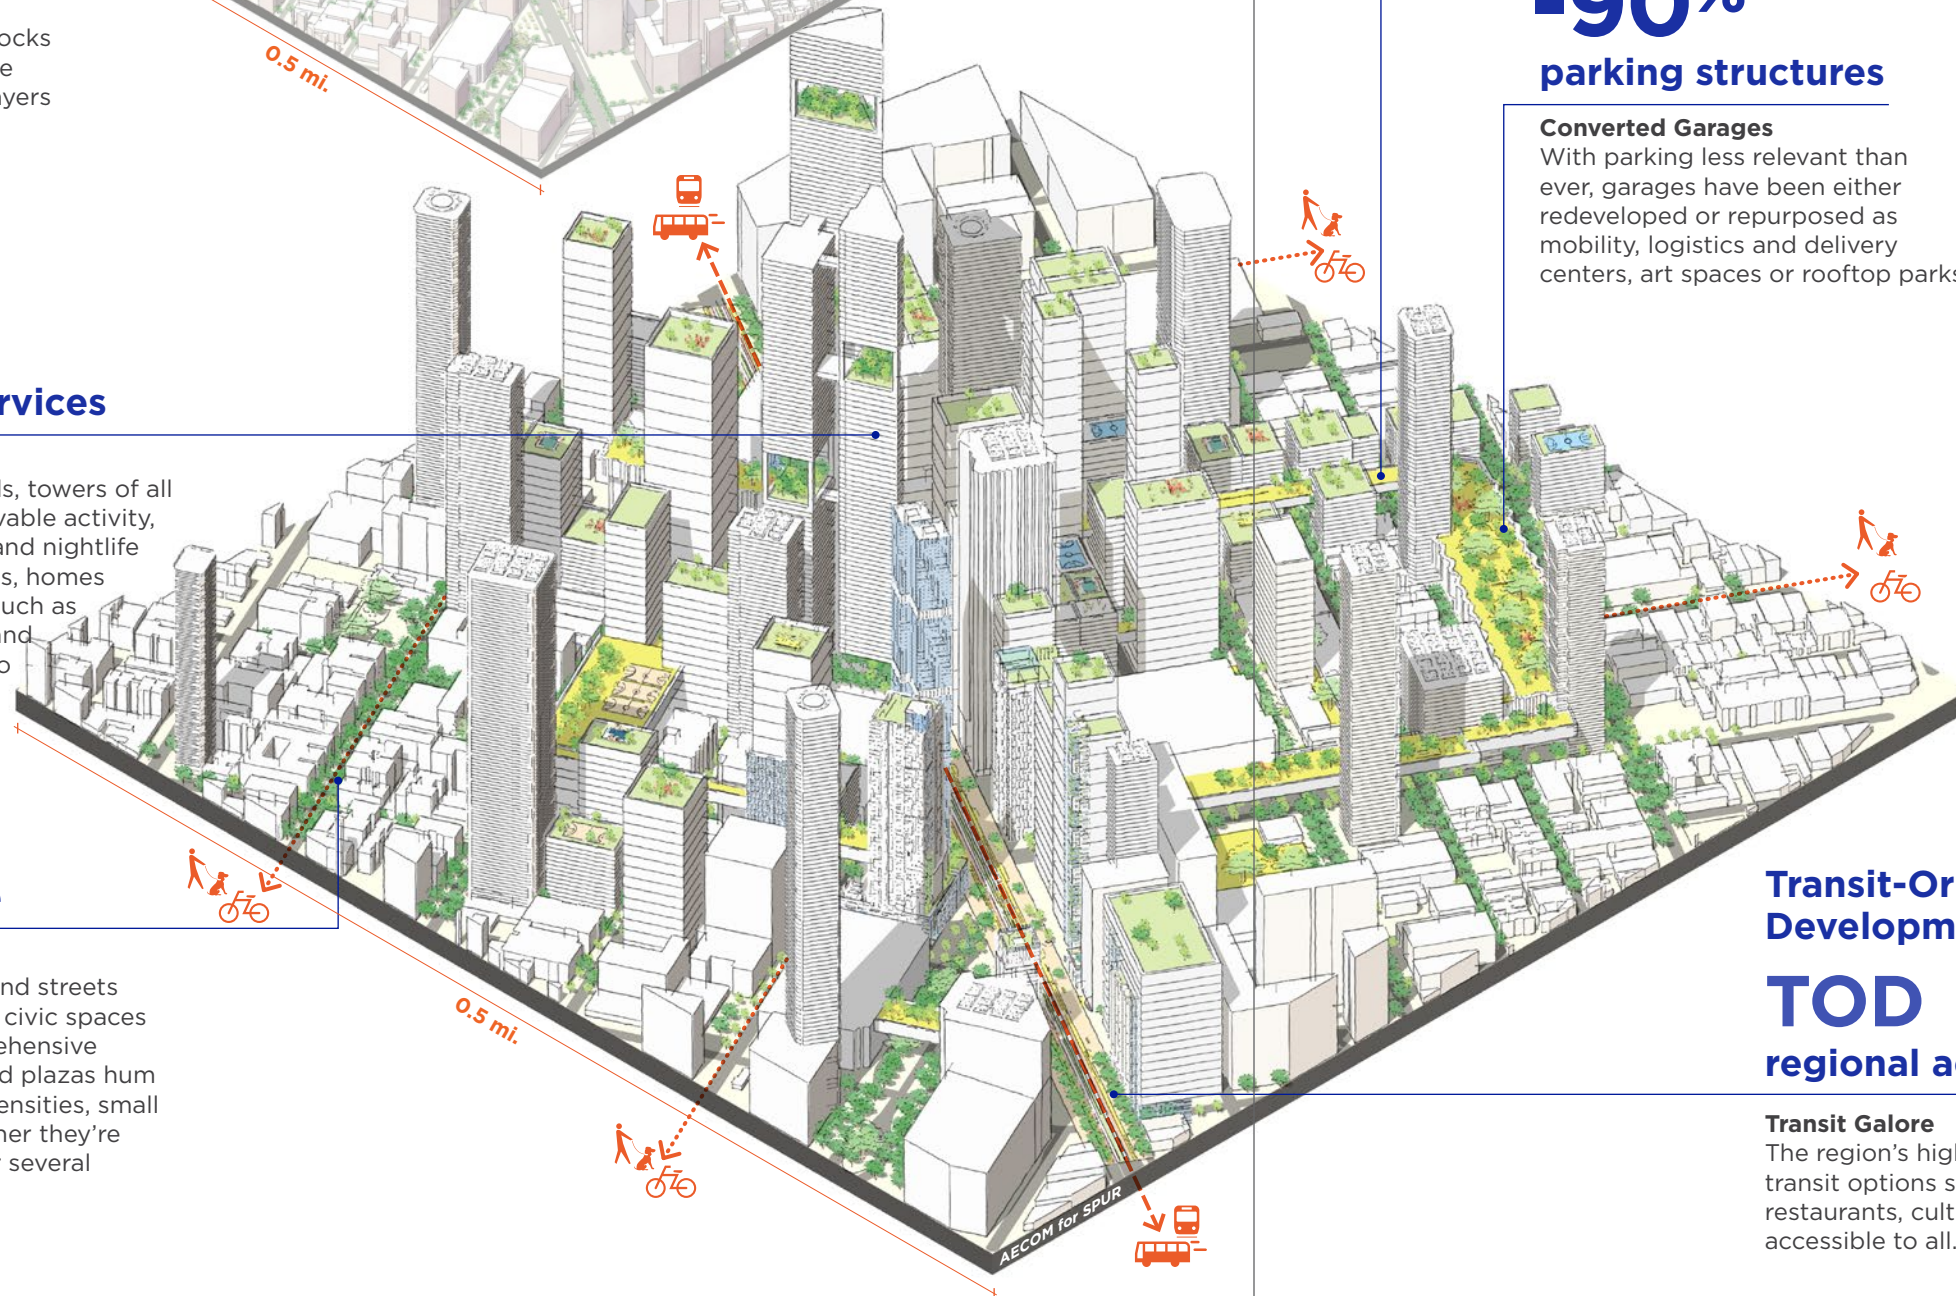 ocks
e
ayers
0.5 mi.
-90%
parking structures
Converted Garages
With parking less relevant than
ever, garages have been either
redeveloped or repurposed as
mobility, logistics and delivery
centers, art spaces or rooftop parks
rvices
ls, towers of all
vable activity,
and nightlife
s, homes
such as
and
o
nd streets
civic spaces
ehensive
d plazas hum
ensities, small
her they're
r several
0.5 mi.
AECOM for SPUR
Transit-Or
Developm
TOD
regional a
Transit Galore
The region's hig
transit options s
restaurants, cult
accessible to all.